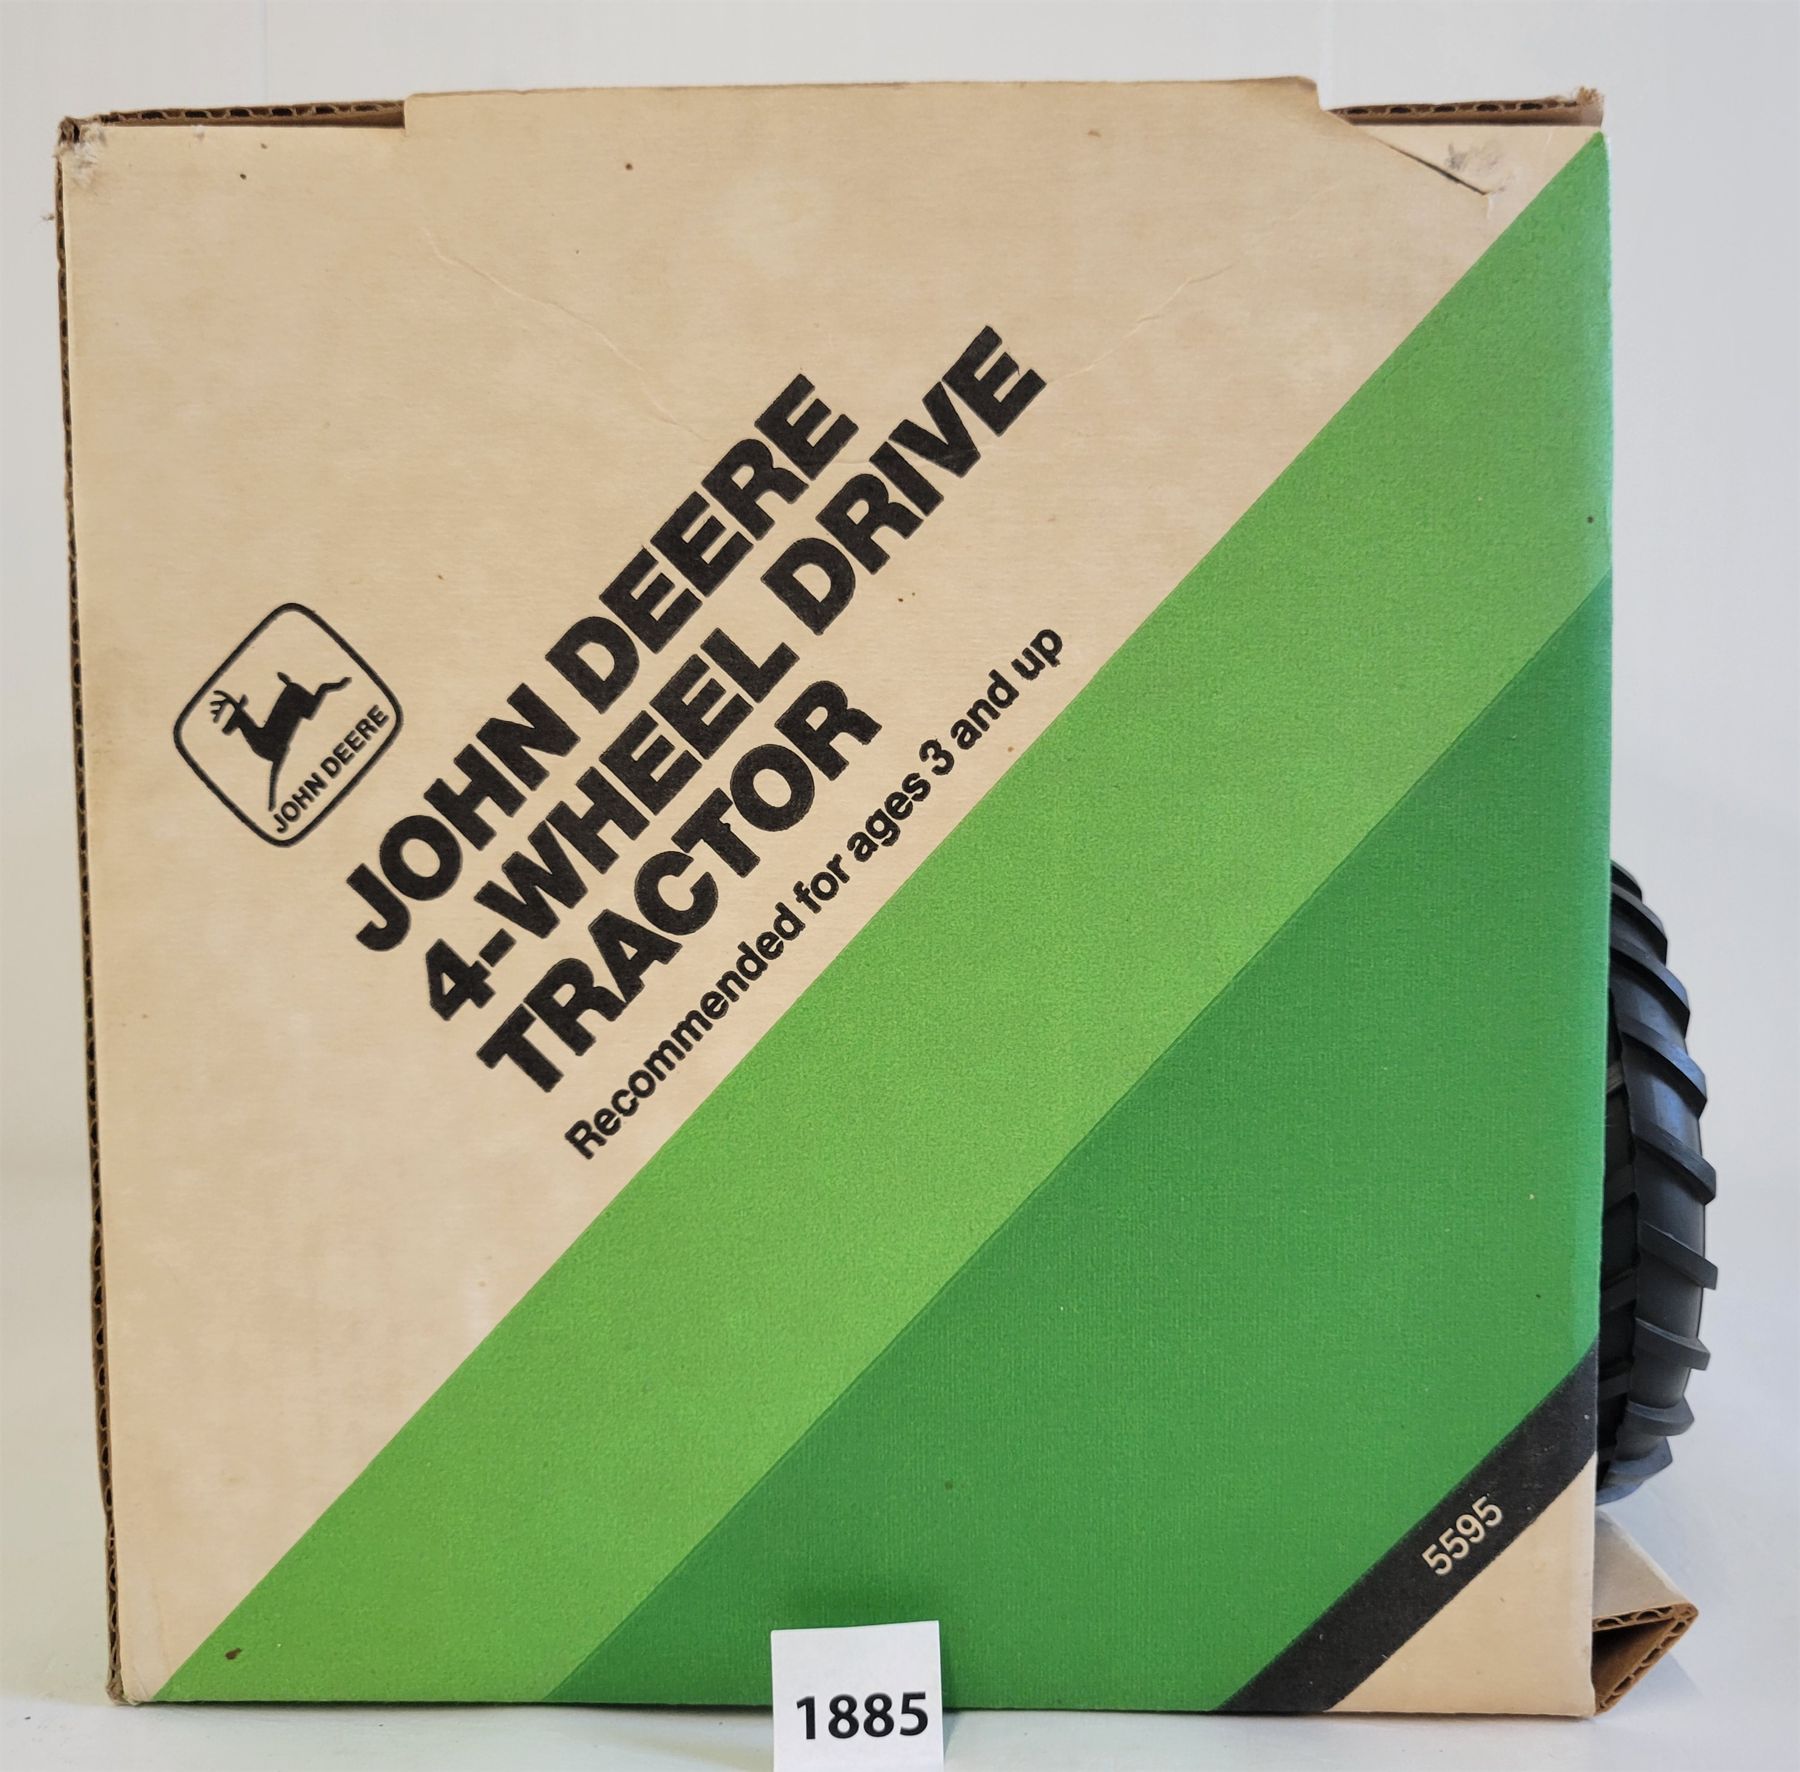 JOHN DEERE
JOHN DEERE
4-WHEEL DRIVE
TRACTOR
Recommended for ages 3 and up
5595
1885